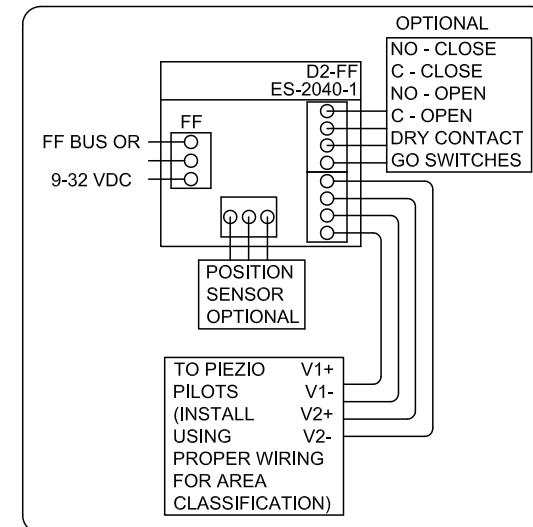 OPTIONAL
NO - CLOSE
C - CLOSE
NO - OPEN
C - OPEN
DRY CONTACT
GO SWITCHES
D2-FF
ES-2040-1
FF
FF BUS OR
9-32 VDC
POSITION
SENSOR
OPTIONAL
TO PIEZIO V1+
PILOTS V1-
(INSTALL V2+
USING V2-
PROPER WIRING
FOR AREA
CLASSIFICATION)